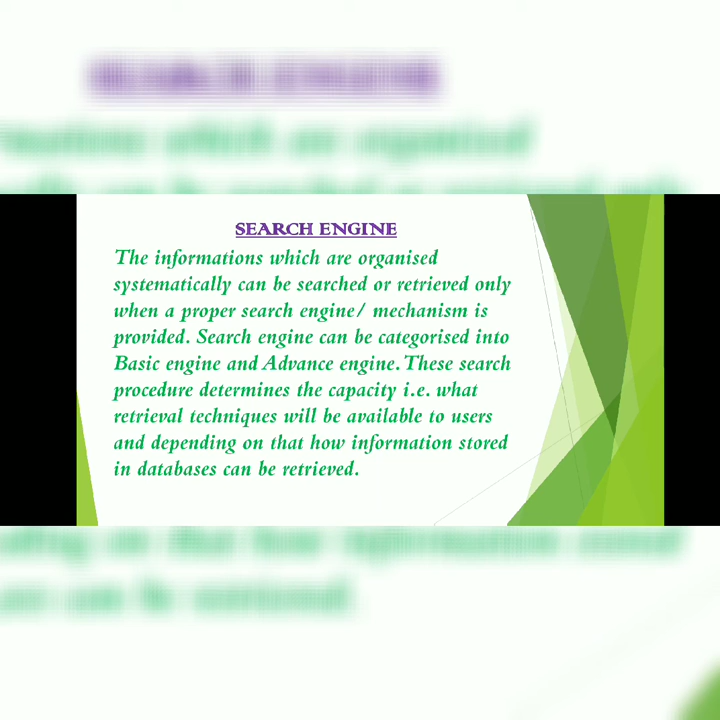 SEARCH ENGINE
The informations which are organised
systematically can be searched or retrieved only
when a proper search engine/ mechanism is
provided. Search engine can be categorised into
Basic engine and Advance engine. These search
procedure determines the capacity i.e. what
retrieval techniques will be available to users
and depending on that how information stored
in databases can be retrieved.